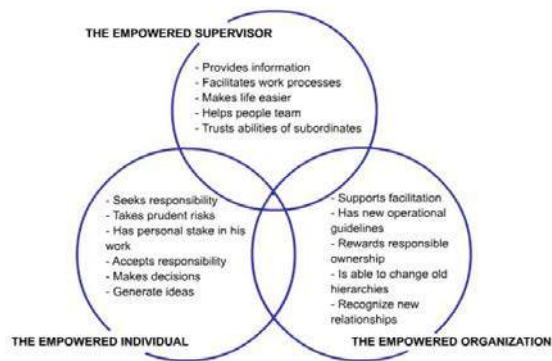 THE EMPOWERED SUPERVISOR
- Provides information
- Facilitates work processes
- Makes life easier
- Helps people team
- Trusts abilities of subordinates
- Seeks responsibility
- Takes prudent risks
- Has personal stake in his
work
- Accepts responsibility
- Makes decisions
- Generate ideas
- Supports facilitation
- Has new operational
guidelines
- Rewards responsible
ownership
- Is able to change old
hierarchies
- Recognize new
relationships
THE EMPOWERED INDIVIDUAL
THE EMPOWERED ORGANIZATION